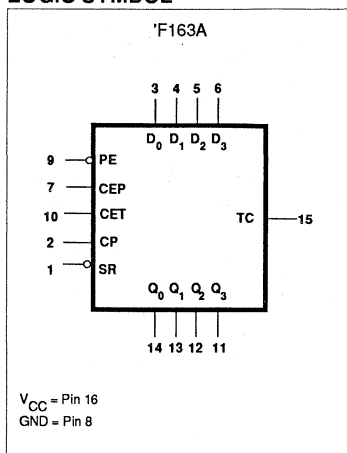 LOGIC SYMBOL
'F163A
3 4 5 6
D0 D1 D2 D3
9 PE
7 CEP
10 CET
TC 15
2 CP
1 SR
Q0 Q1 Q2 Q3
14 13 12 11
VCC = Pin 16
GND = Pin 8